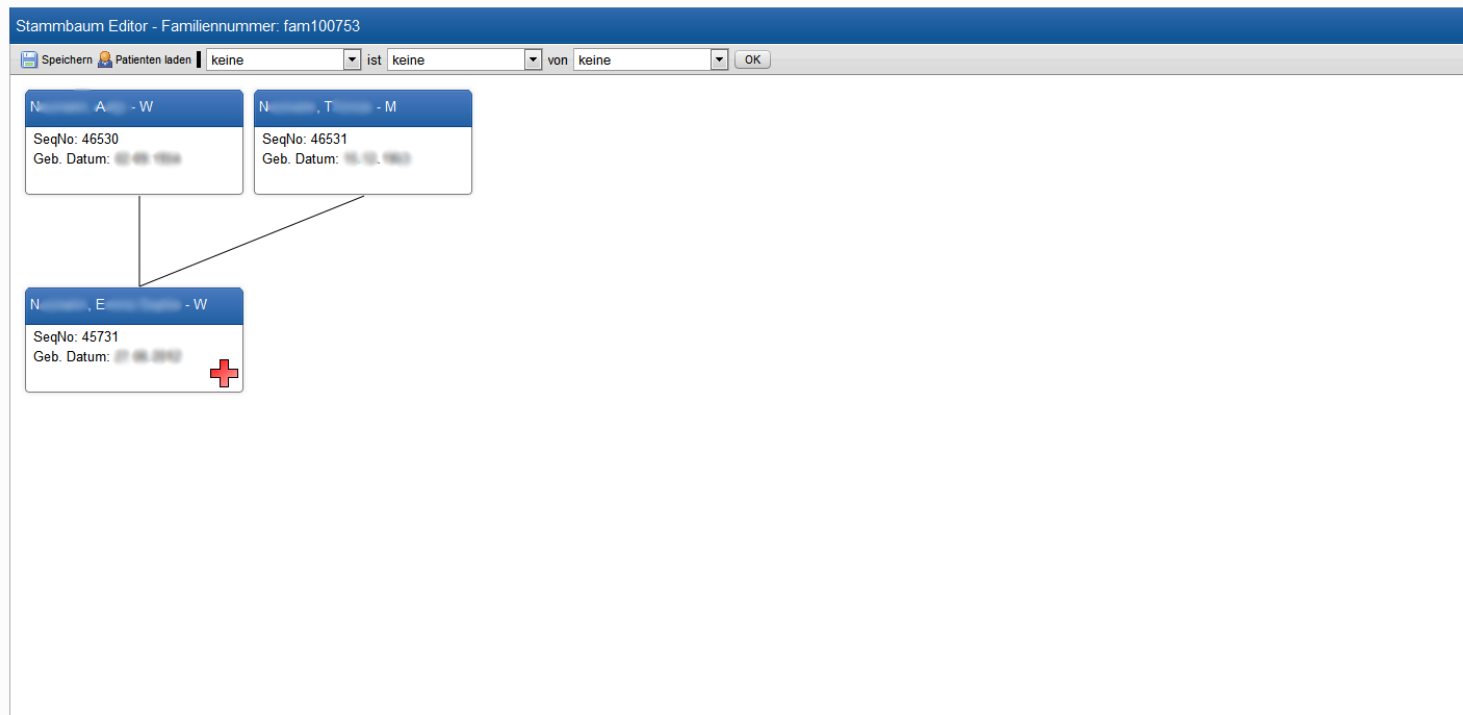 Stammbaum Editor - Familiennummer: fam100753
Speichern Patienten laden keine ist keine von keine OK
N A - W
SeqNo: 46530
Geb. Datum:
N , T - M
SeqNo: 46531
Geb. Datum:
N , E - W
SeqNo: 45731
Geb. Datum: